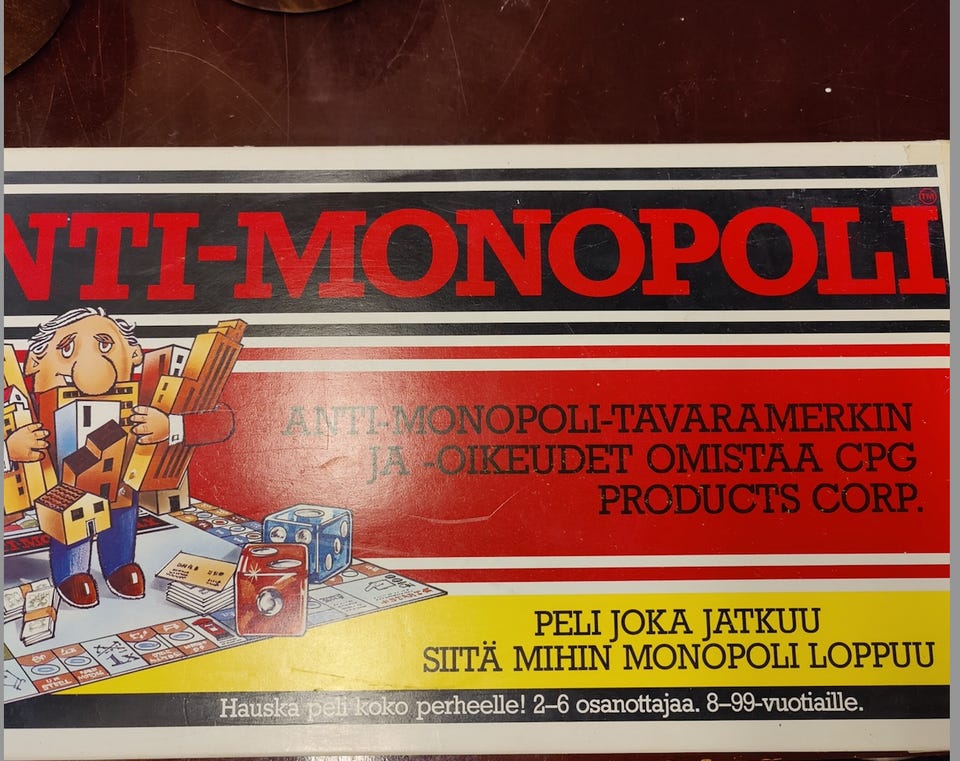 NTI-MONOPOLI™
ANTI-MONOPOLI-TAVARAMERKIN
JA -OIKEUDET OMISTAA CPG
PRODUCTS CORP.
PELI JOKA JATKUU
SIITÄ MIHIN MONOPOLI LOPPUU
Hauska peli koko perheelle! 2–6 osanottajaa. 8–99-vuotiaille.